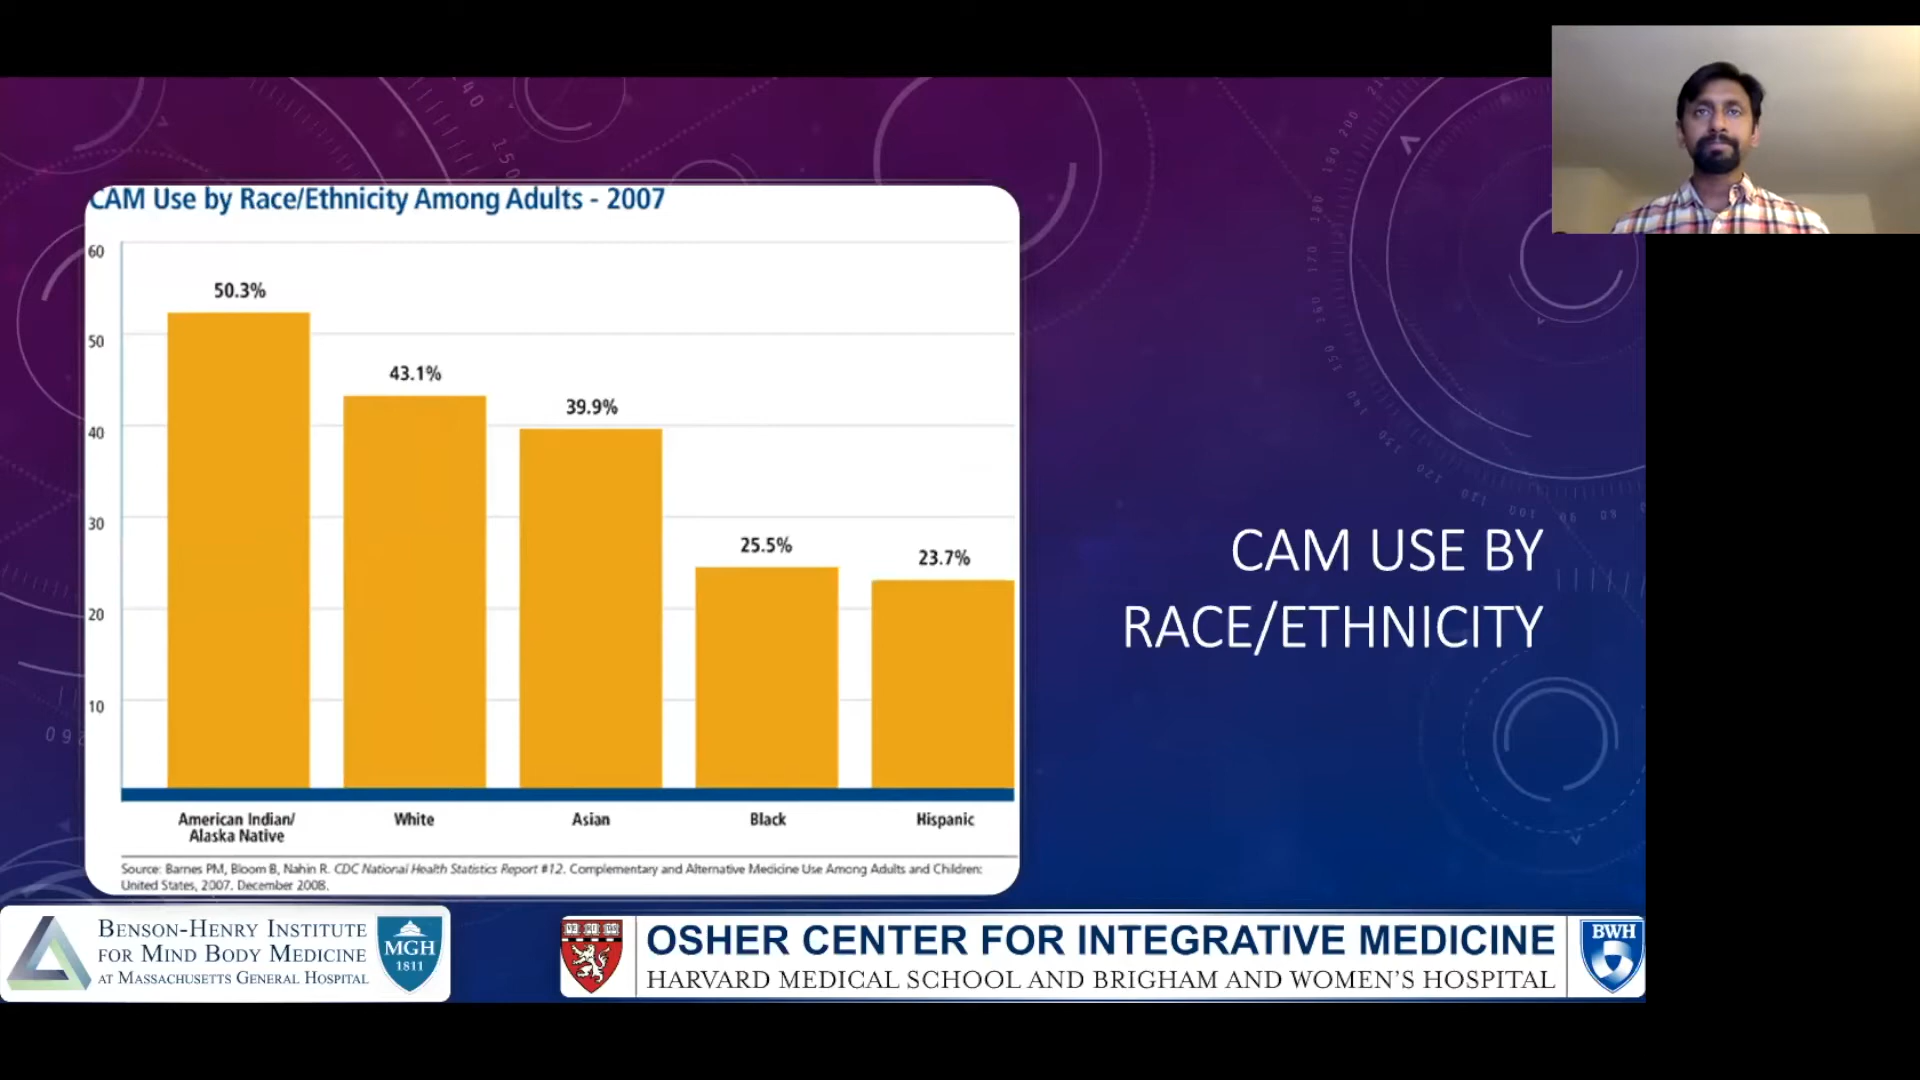 CAM Use by Race/Ethnicity Among Adults - 2007
60
50
40
30
20
10
50.3%
43.1%
39.9%
25.5%
23.7%
American Indian/
Alaska Native
White
Asian
Black
Hispanic
Source: Barnes PM, Bloom B, Nahin R. CDC National Health Statistics Report #12. Complementary and Alternative Medicine Use Among Adults and Children:
United States, 2007. December 2008.
CAM USE BY
RACE/ETHNICITY
BENSON-HENRY INSTITUTE
FOR MIND BODY MEDICINE
AT MASSACHUSETTS GENERAL HOSPITAL
MGH
1811
OSHER CENTER FOR INTEGRATIVE MEDICINE
HARVARD MEDICAL SCHOOL AND BRIGHAM AND WOMEN'S HOSPITAL
BWH